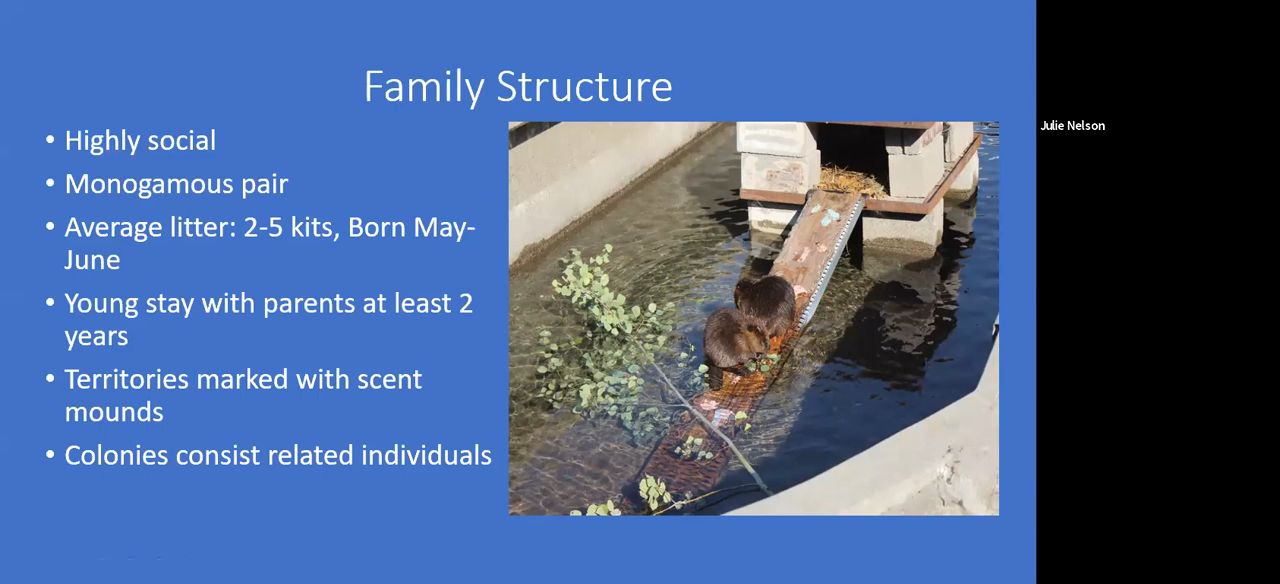 Family Structure
• Highly social
• Monogamous pair
• Average litter: 2-5 kits, Born May-
June
• Young stay with parents at least 2
years
• Territories marked with scent
mounds
• Colonies consist related individuals
Julie Nelson